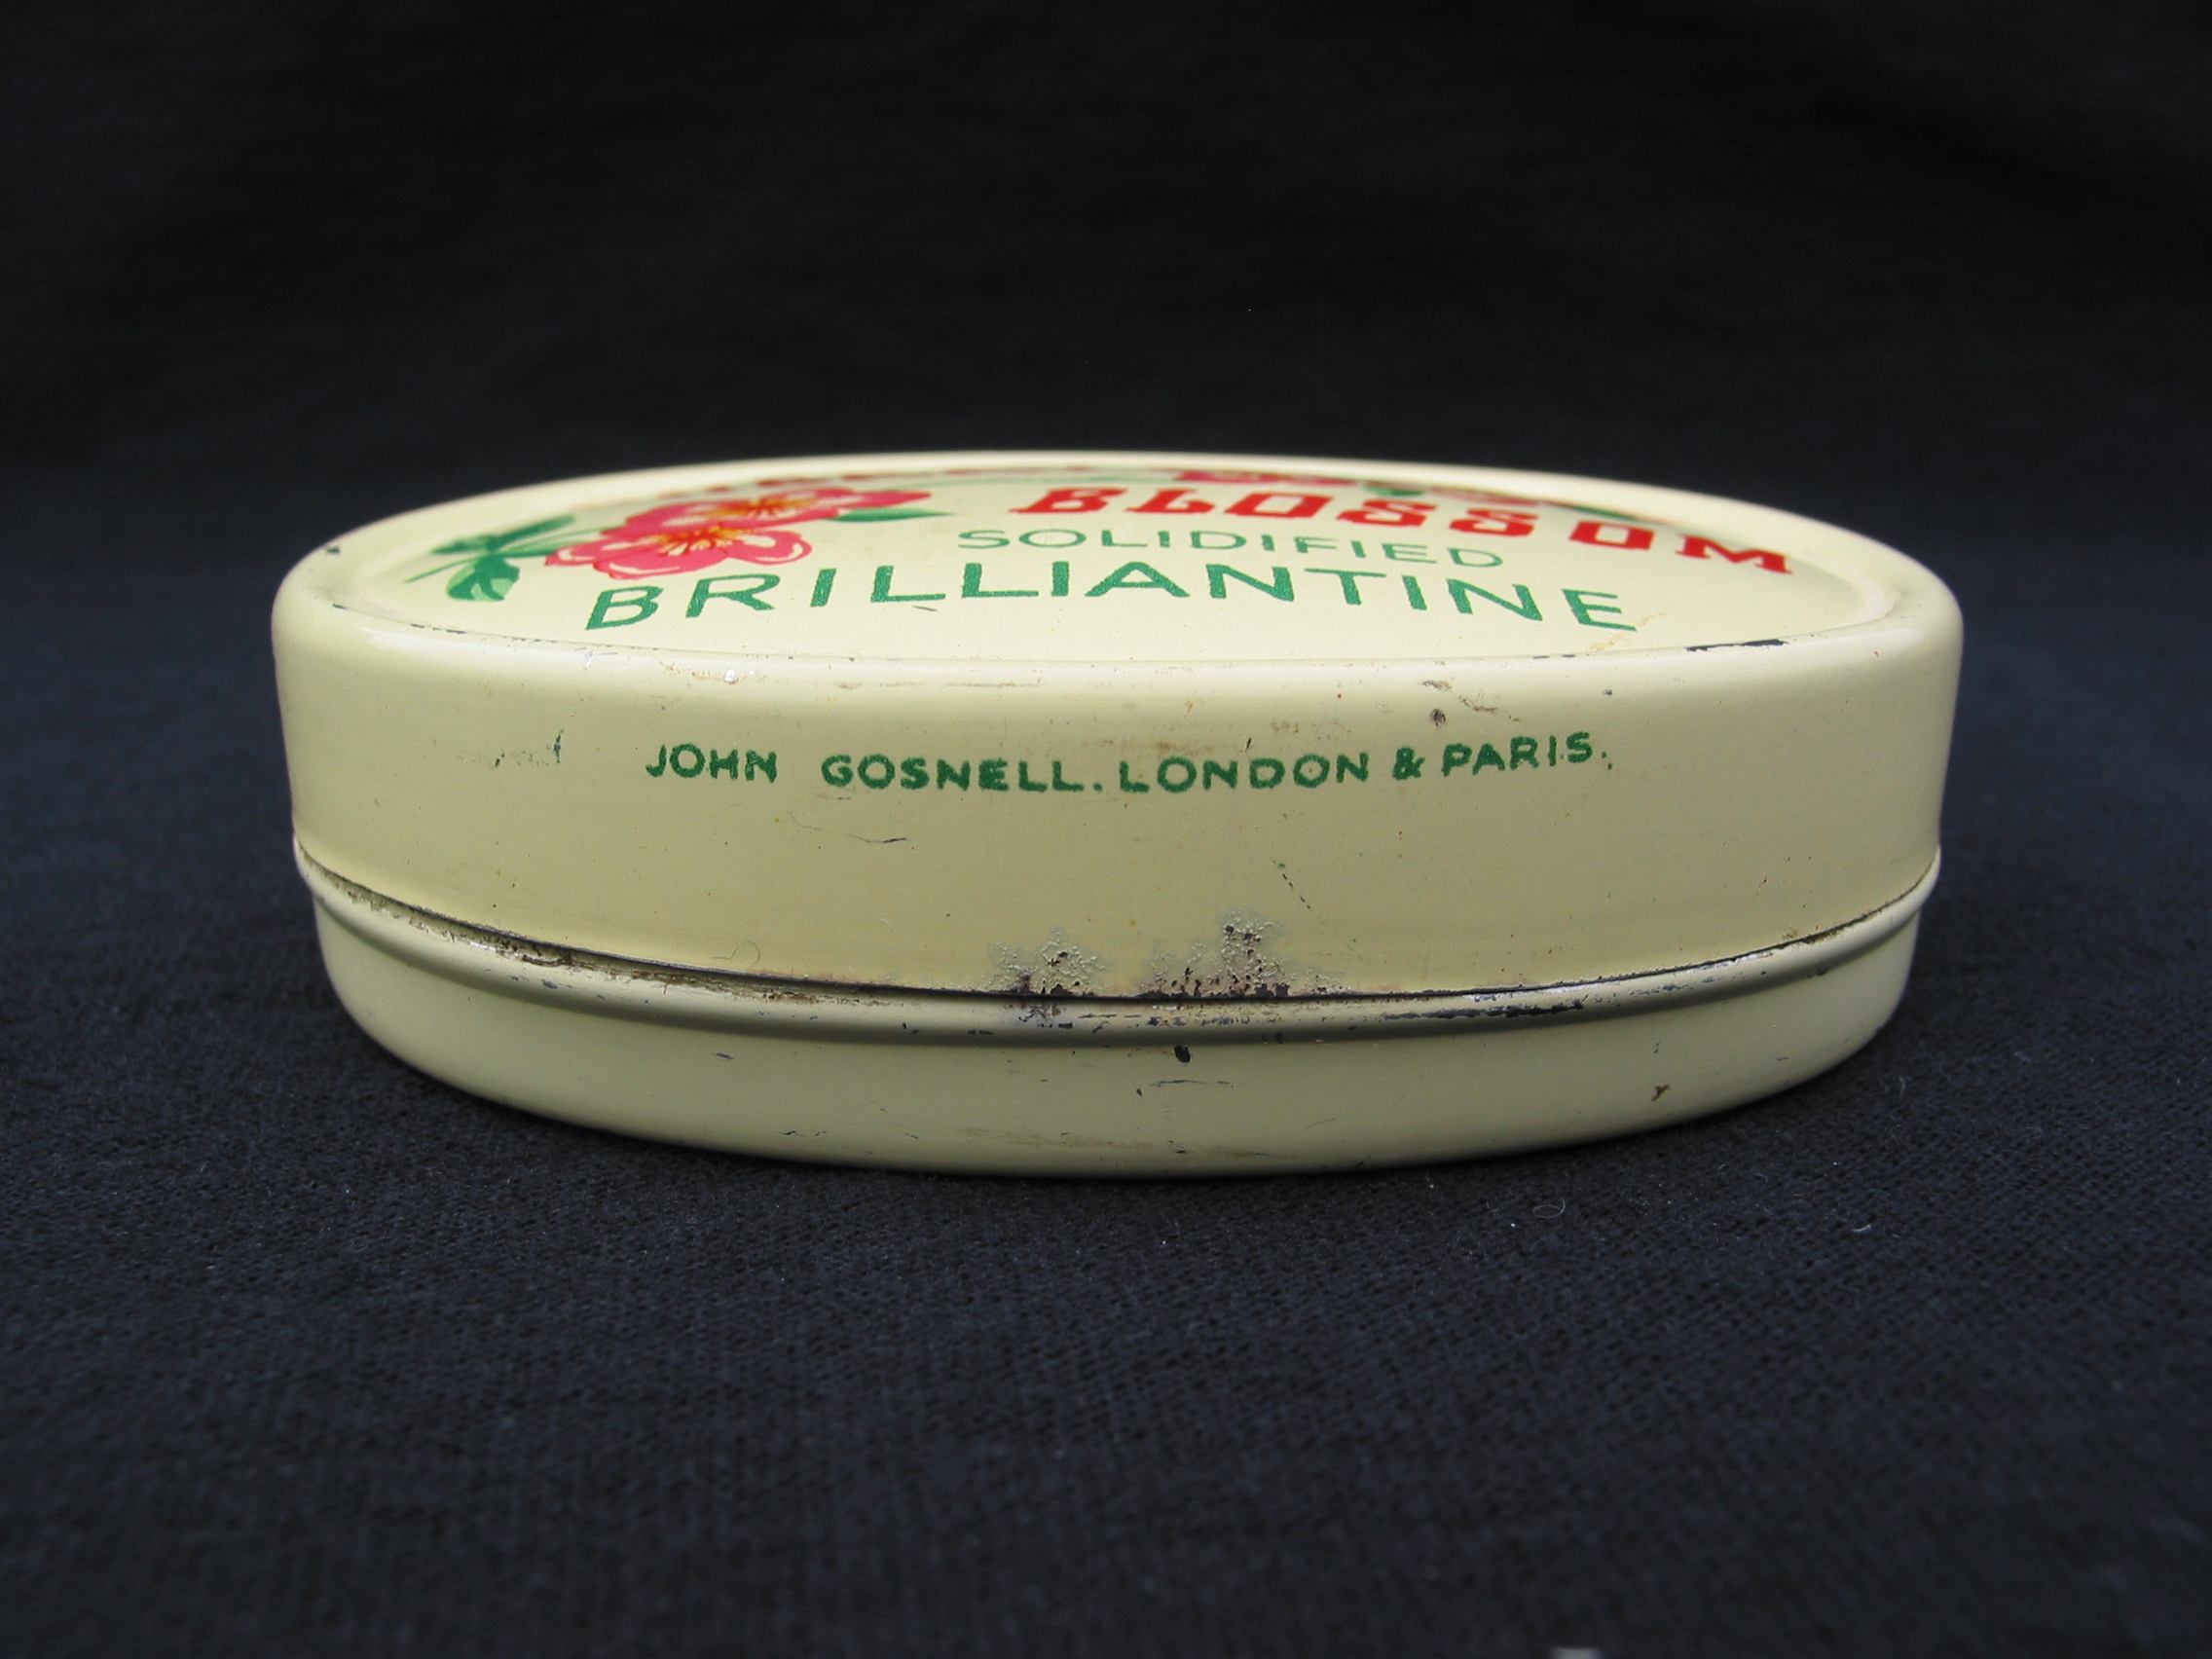 BLOSSOM
SOLIDIFIED
BRILLIANTINE
JOHN GOSNELL. LONDON & PARIS.